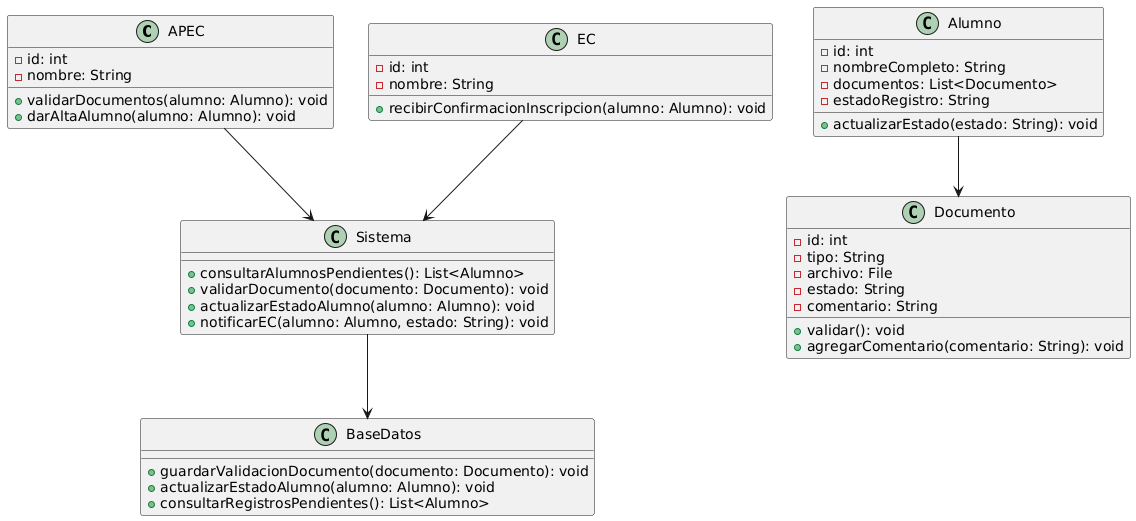 C APEC
id: int
nombre: String
validarDocumentos(alumno: Alumno): void
darAltaAlumno(alumno: Alumno): void
C EC
id: int
nombre: String
recibirConfirmacionInscripcion(alumno: Alumno): void
C Alumno
id: int
nombreCompleto: String
documentos: List<Documento>
estadoRegistro: String
actualizarEstado(estado: String): void
C Sistema
consultarAlumnosPendientes(): List<Alumno>
validarDocumento(documento: Documento): void
actualizarEstadoAlumno(alumno: Alumno): void
notificarEC(alumno: Alumno, estado: String): void
C Documento
id: int
tipo: String
archivo: File
estado: String
comentario: String
validar(): void
agregarComentario(comentario: String): void
C BaseDatos
guardarValidacionDocumento(documento: Documento): void
actualizarEstadoAlumno(alumno: Alumno): void
consultarRegistrosPendientes(): List<Alumno>